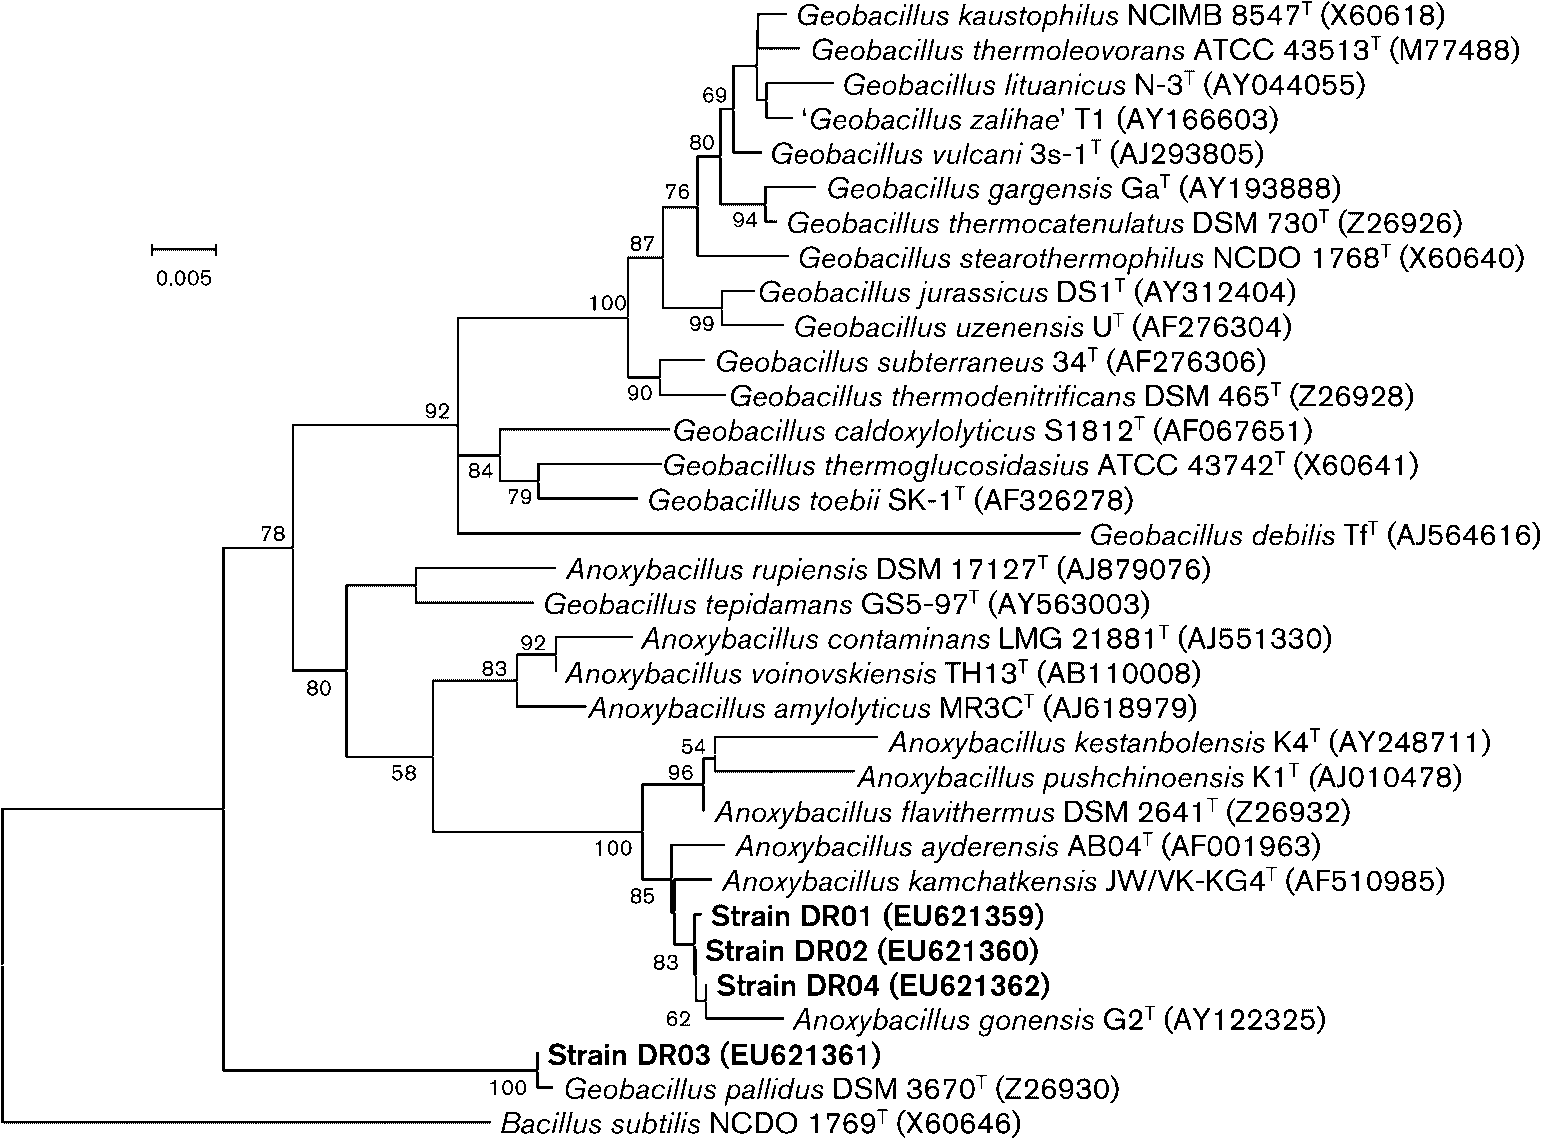 Geobacillus kaustophilus NCIMB 8547T (X60618)
Geobacillus thermoleovorans ATCC 43513T (M77488)
Geobacillus lituanicus N-3T (AY044055)
69
‘Geobacillus zalihae’ T1 (AY166603)
80
Geobacillus vulcani 3s-1T (AJ293805)
76
Geobacillus gargensis GaT (AY193888)
94
Geobacillus thermocatenulatus DSM 730T (Z26926)
87
Geobacillus stearothermophilus NCDO 1768T (X60640)
0.005
Geobacillus jurassicus DS1T (AY312404)
100
99
Geobacillus uzenensis UT (AF276304)
Geobacillus subterraneus 34T (AF276306)
90
Geobacillus thermodenitrificans DSM 465T (Z26928)
92
Geobacillus caldoxylolyticus S1812T (AF067651)
84
Geobacillus thermoglucosidasius ATCC 43742T (X60641)
79
Geobacillus toebii SK-1T (AF326278)
78
Geobacillus debilis TfT (AJ564616)
Anoxybacillus rupiensis DSM 17127T (AJ879076)
Geobacillus tepidamans GS5-97T (AY563003)
92
Anoxybacillus contaminans LMG 21881T (AJ551330)
83
Anoxybacillus voinovskiensis TH13T (AB110008)
80
Anoxybacillus amylolyticus MR3CT (AJ618979)
54
Anoxybacillus kestanbolensis K4T (AY248711)
58
96
Anoxybacillus pushchinoensis K1T (AJ010478)
Anoxybacillus flavithermus DSM 2641T (Z26932)
100
Anoxybacillus ayderensis AB04T (AF001963)
85
Anoxybacillus kamchatkensis JW/VK-KG4T (AF510985)
Strain DR01 (EU621359)
Strain DR02 (EU621360)
83
Strain DR04 (EU621362)
62
Anoxybacillus gonensis G2T (AY122325)
Strain DR03 (EU621361)
100
Geobacillus pallidus DSM 3670T (Z26930)
Bacillus subtilis NCDO 1769T (X60646)